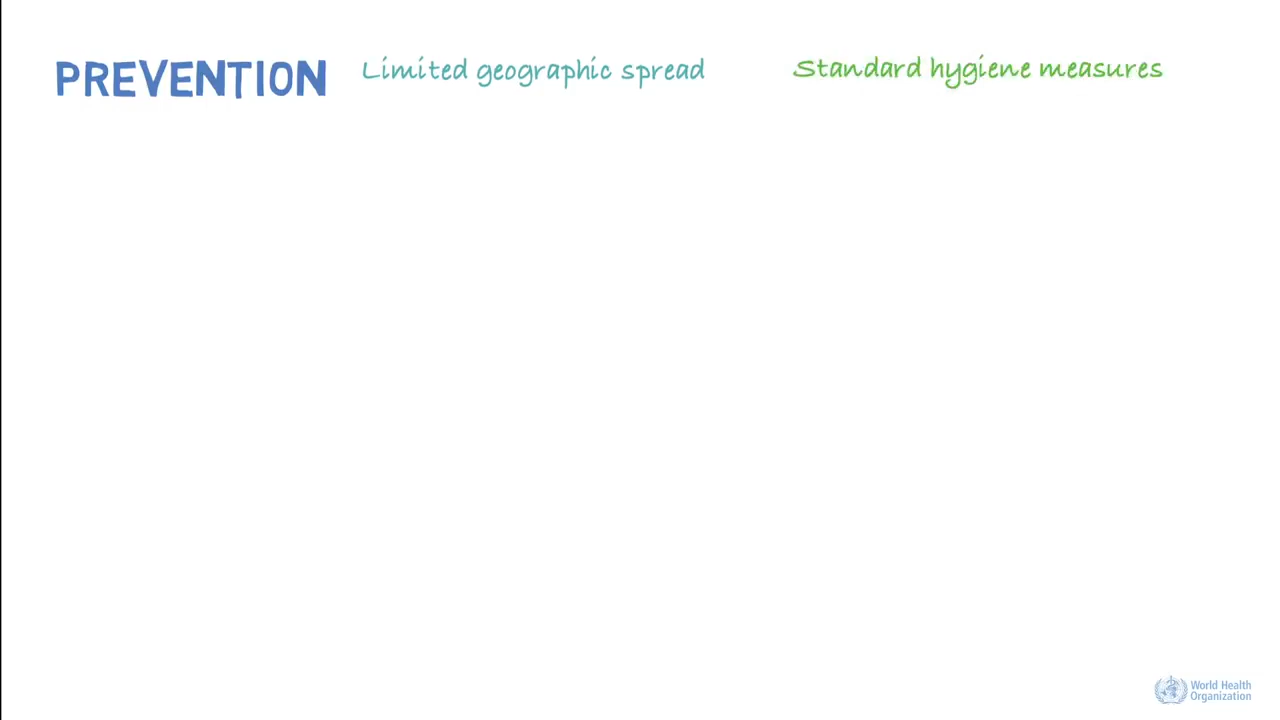 PREVENTION
Limited geographic spread
Standard hygiene measures
World Health
Organization